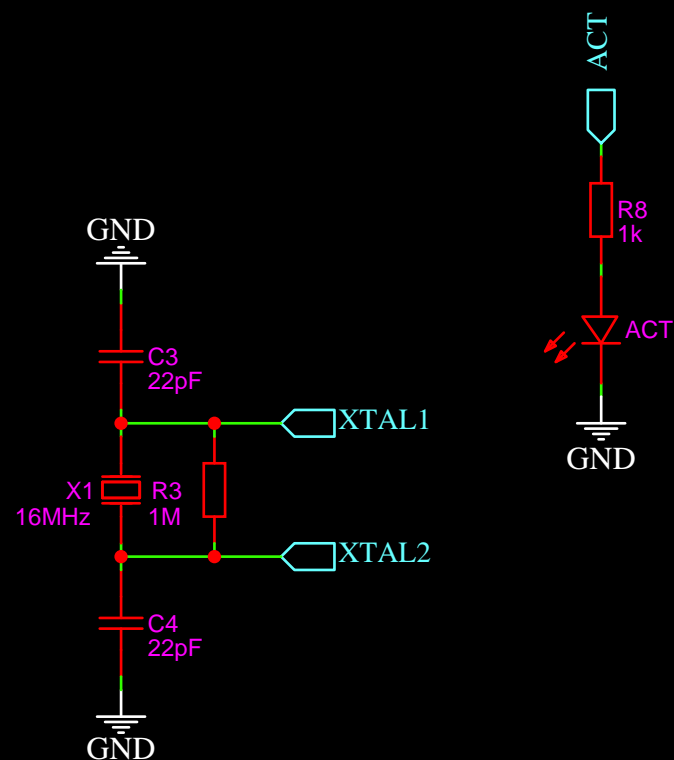 ACT
R8
1k
GND
C3
22pF
ACT
XTAL1
GND
X1
R3
16MHz
1M
XTAL2
C4
22pF
GND